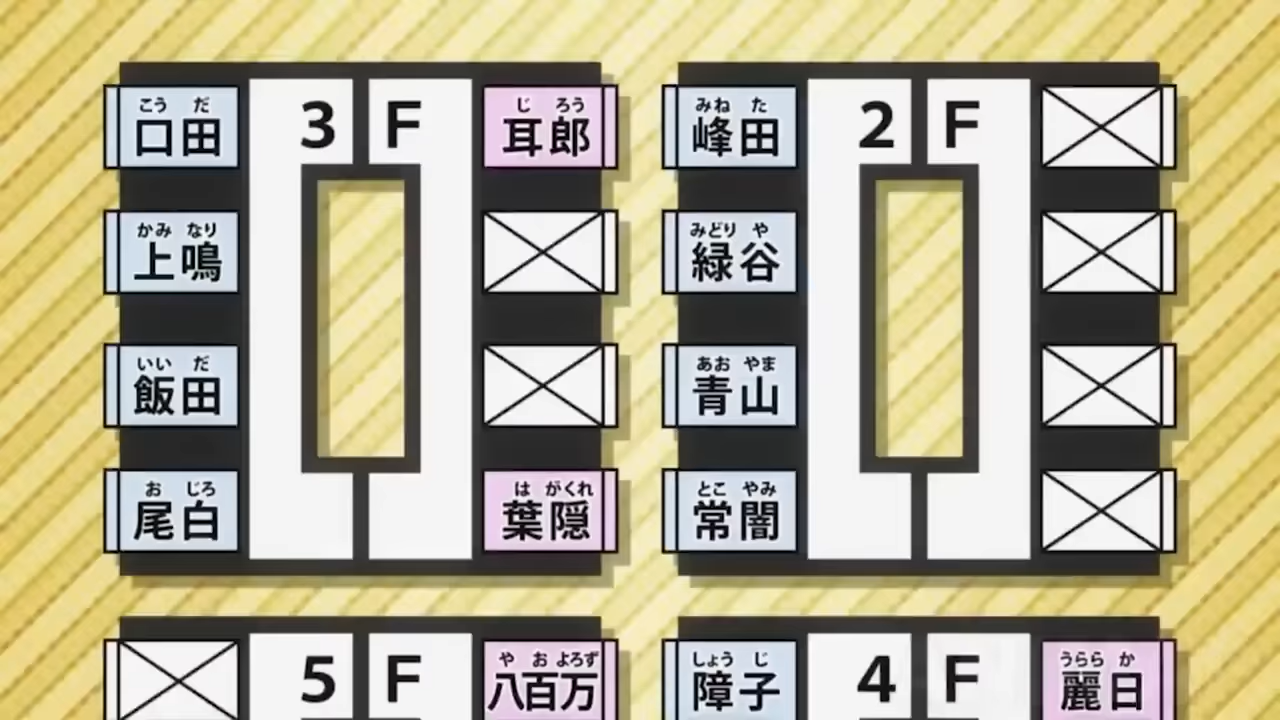 こう だ
口田
3 F
じ ろう
耳郎
かみ なり
上鳴
いい だ
飯田
お じろ
尾白
は がくれ
葉隠
みね た
峰田
2 F
みどり や
緑谷
あお やま
青山
とこ やみ
常闇
5 F
や お よろず
八百万
しょう じ
障子
4 F
うらら か
麗日